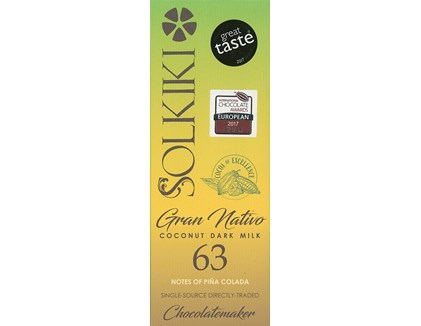 SOLKIKI
great
taste
2017
INTERNATIONAL
CHOCOLATE
AWARDS
EUROPEAN
2017
COCOA OF EXCELLENCE
Gran Nativo
COCONUT DARK MILK
63
NOTES OF PIÑA COLADA
SINGLE-SOURCE DIRECTLY-TRADED
Chocolatemaker